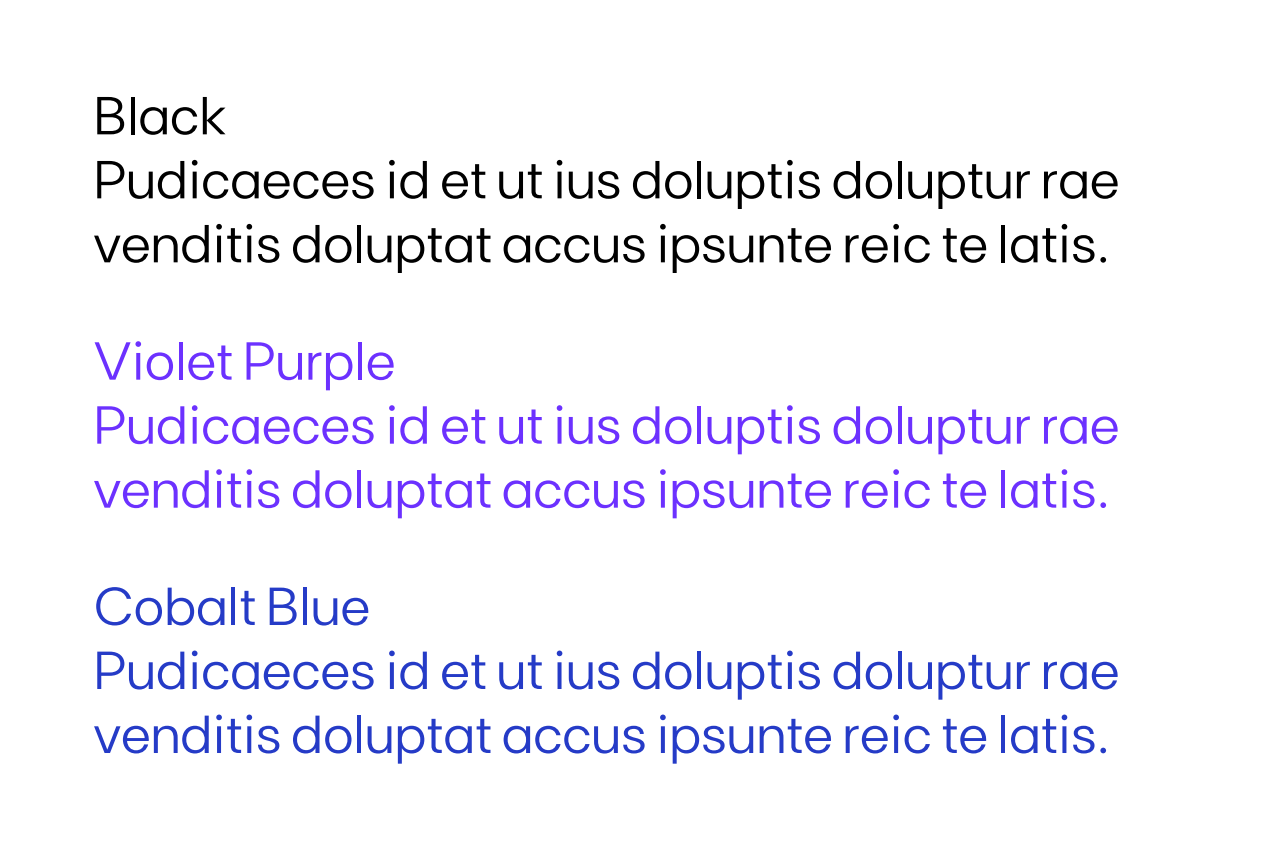 Black
Pudicaeces id et ut ius doluptis doluptur rae
venditis doluptat accus ipsunte reic te latis.
Violet Purple
Pudicaeces id et ut ius doluptis doluptur rae
venditis doluptat accus ipsunte reic te latis.
Cobalt Blue
Pudicaeces id et ut ius doluptis doluptur rae
venditis doluptat accus ipsunte reic te latis.